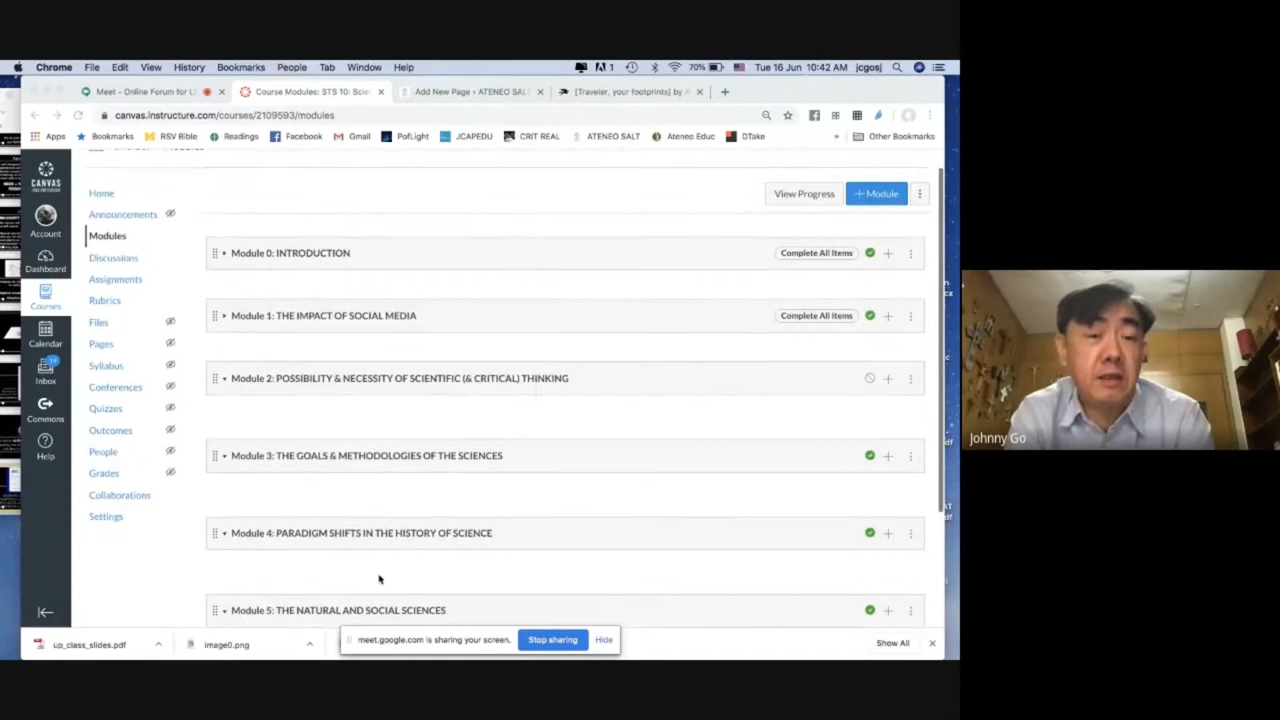 Chrome File Edit View History Bookmarks People Tab Window Help 1 70% Tue 16 Jun 10:42 AM jcgosj
Meet - Online Forum for Li
Course Modules: STS 10: Scien
Add New Page ‹ ATENEO SALT
[Traveler, your footprints] by A
canvas.instructure.com/courses/2109593/modules
Apps Bookmarks RSV Bible Readings Facebook Gmail PofLight JCAPEDU CRIT REAL ATENEO SALT Ateneo Educ DTake » Other Bookmarks
CANVAS
Account
Dashboard
Courses
Calendar
19
Inbox
Commons
Help
Home
Announcements
Modules
Discussions
Assignments
Rubrics
Files
Pages
Syllabus
Conferences
Quizzes
Outcomes
People
Grades
Collaborations
Settings
View Progress + Module
Module 0: INTRODUCTION Complete All Items
Module 1: THE IMPACT OF SOCIAL MEDIA Complete All Items
Module 2: POSSIBILITY & NECESSITY OF SCIENTIFIC (& CRITICAL) THINKING
Module 3: THE GOALS & METHODOLOGIES OF THE SCIENCES
Module 4: PARADIGM SHIFTS IN THE HISTORY OF SCIENCE
Module 5: THE NATURAL AND SOCIAL SCIENCES
meet.google.com is sharing your screen. Stop sharing Hide
up_class_slides.pdf image0.png Show All
Johnny Go